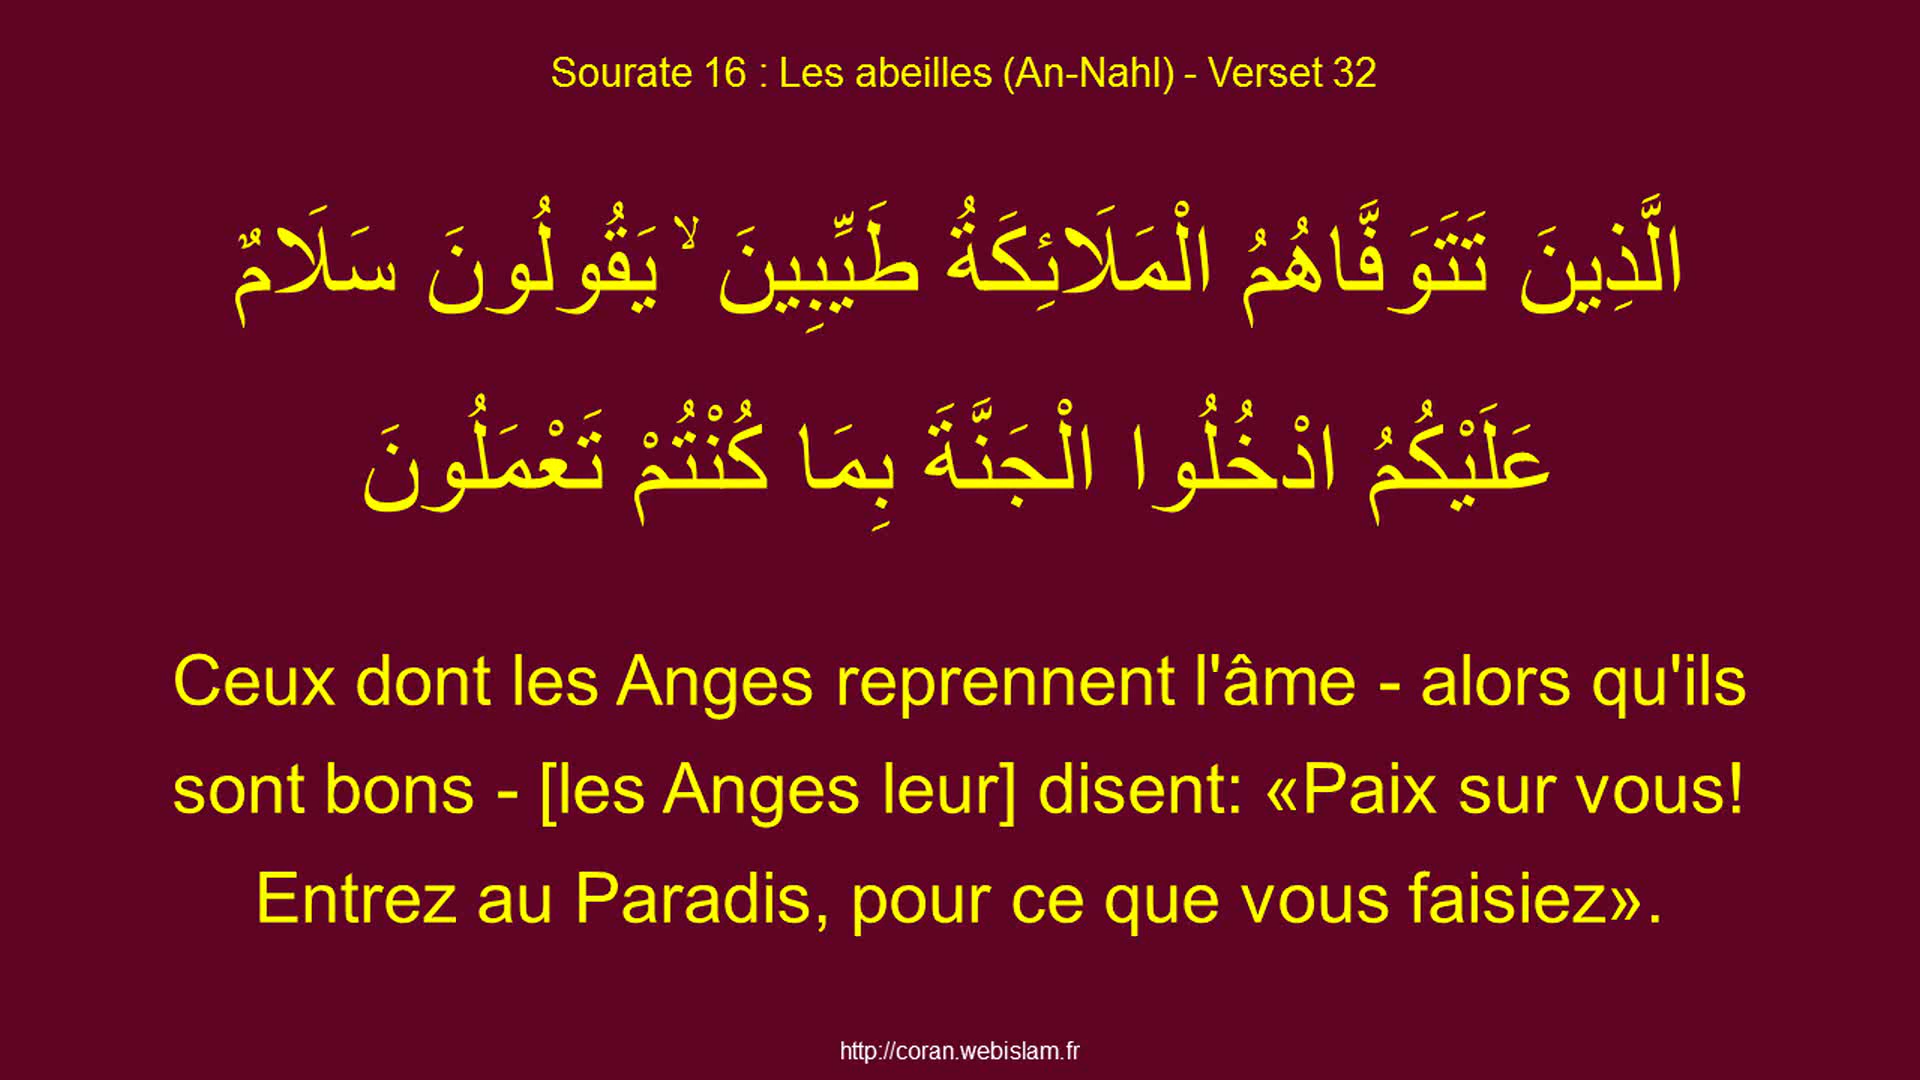 Sourate 16 : Les abeilles (An-Nahl) - Verset 32
الَّذِينَ تَتَوَفَّاهُمُ الْمَلَائِكَةُ طَيِّبِينَ ۙ يَقُولُونَ سَلَامٌ
عَلَيْكُمُ ادْخُلُوا الْجَنَّةَ بِمَا كُنْتُمْ تَعْمَلُونَ
Ceux dont les Anges reprennent l'âme - alors qu'ils
sont bons - [les Anges leur] disent: «Paix sur vous!
Entrez au Paradis, pour ce que vous faisiez».
http://coran.webislam.fr